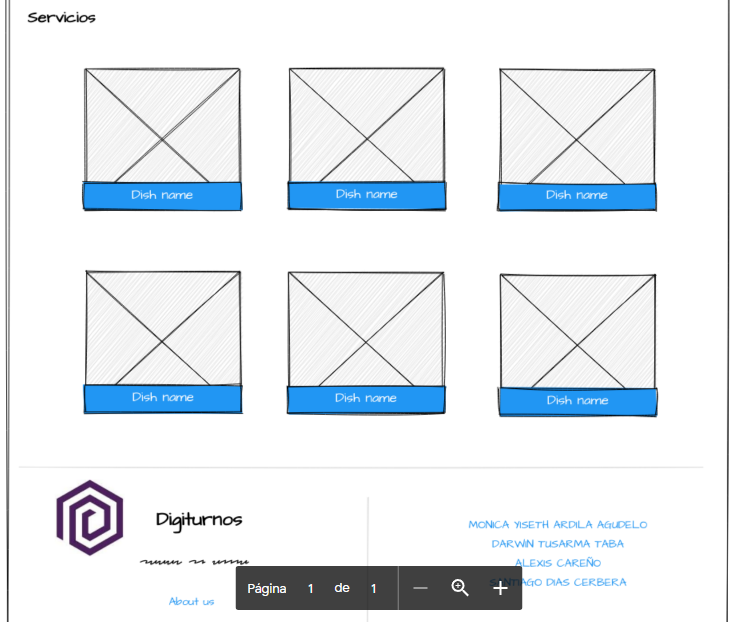 Servicios
Dish name Dish name Dish name
Dish name Dish name Dish name
Digiturnos
About us
MONICA YISETH ARDILA AGUDELO
DARWIN TUSARMA TABA
ALEXIS CAREÑO
SANTIAGO DIAS CERBERA
Página 1 de 1